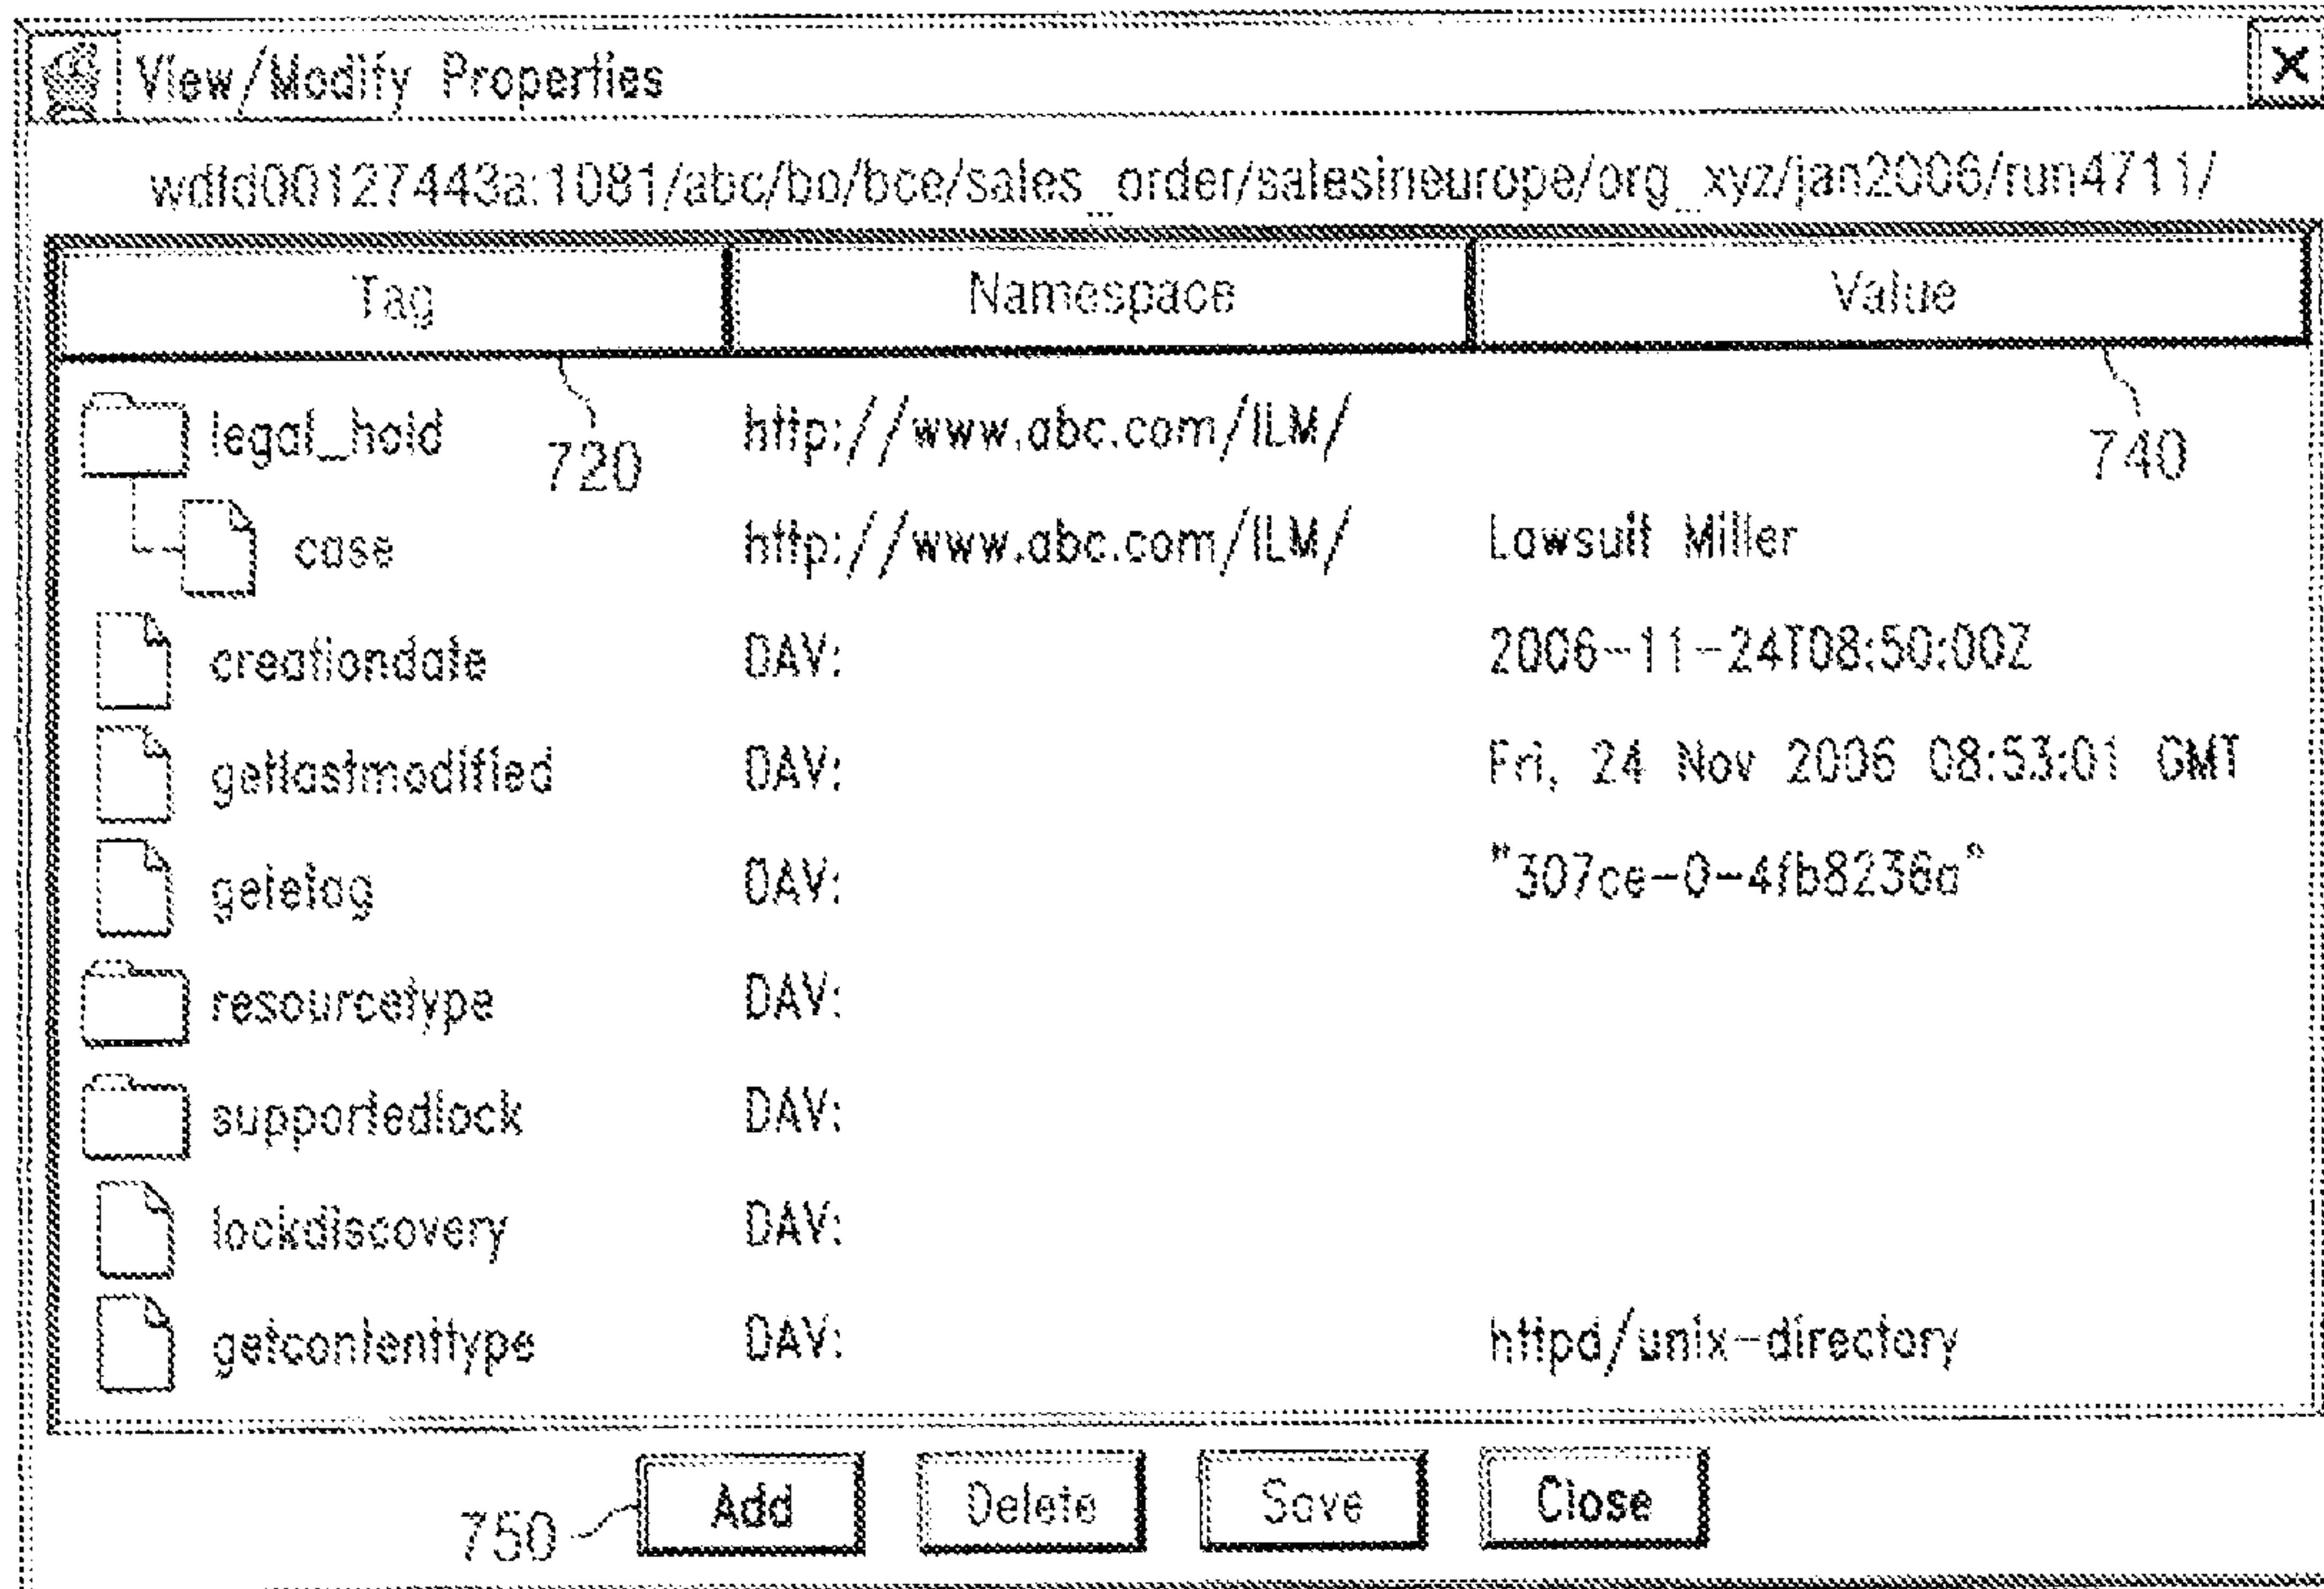 View/Modify Properties
wdfd00127443a:1081/abc/bo/bce/sales_order/salesineurope/org_xyz/jan2006/run4711/
Tag Namespace Value
720 740
legal_hold http://www.abc.com/ILM/
case http://www.abc.com/ILM/ Lawsuit Miller
creationdate DAV: 2006-11-24T08:50:00Z
getlastmodified DAV: Fri, 24 Nov 2006 08:53:01 GMT
getetag DAV: "307ce-0-4fb8236a"
resourcetype DAV:
supportedlock DAV:
lockdiscovery DAV:
getcontenttype DAV: httpd/unix-directory
750 Add Delete Save Close